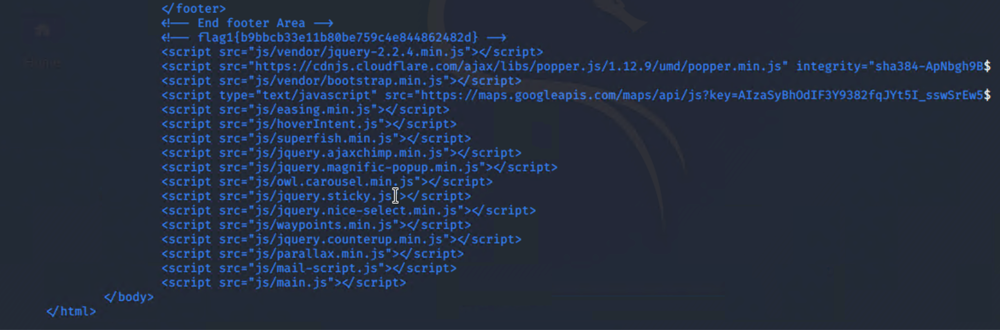 </footer>
<!-- End footer Area -->
<!-- flag1{b9bbcb33e11b80be759c4e844862482d} -->
<script src="js/vendor/jquery-2.2.4.min.js"></script>
<script src="https://cdnjs.cloudflare.com/ajax/libs/popper.js/1.12.9/umd/popper.min.js" integrity="sha384-ApNbgh9B$
<script src="js/vendor/bootstrap.min.js"></script>
<script type="text/javascript" src="https://maps.googleapis.com/maps/api/js?key=AIzaSyBhOdIF3Y9382fqJYt5I_sswSrEw5$
<script src="js/easing.min.js"></script>
<script src="js/hoverIntent.js"></script>
<script src="js/superfish.min.js"></script>
<script src="js/jquery.ajaxchimp.min.js"></script>
<script src="js/jquery.magnific-popup.min.js"></script>
<script src="js/owl.carousel.min.js"></script>
<script src="js/jquery.sticky.js"></script>
<script src="js/jquery.nice-select.min.js"></script>
<script src="js/waypoints.min.js"></script>
<script src="js/jquery.counterup.min.js"></script>
<script src="js/parallax.min.js"></script>
<script src="js/mail-script.js"></script>
<script src="js/main.js"></script>
</body>
</html>
Home